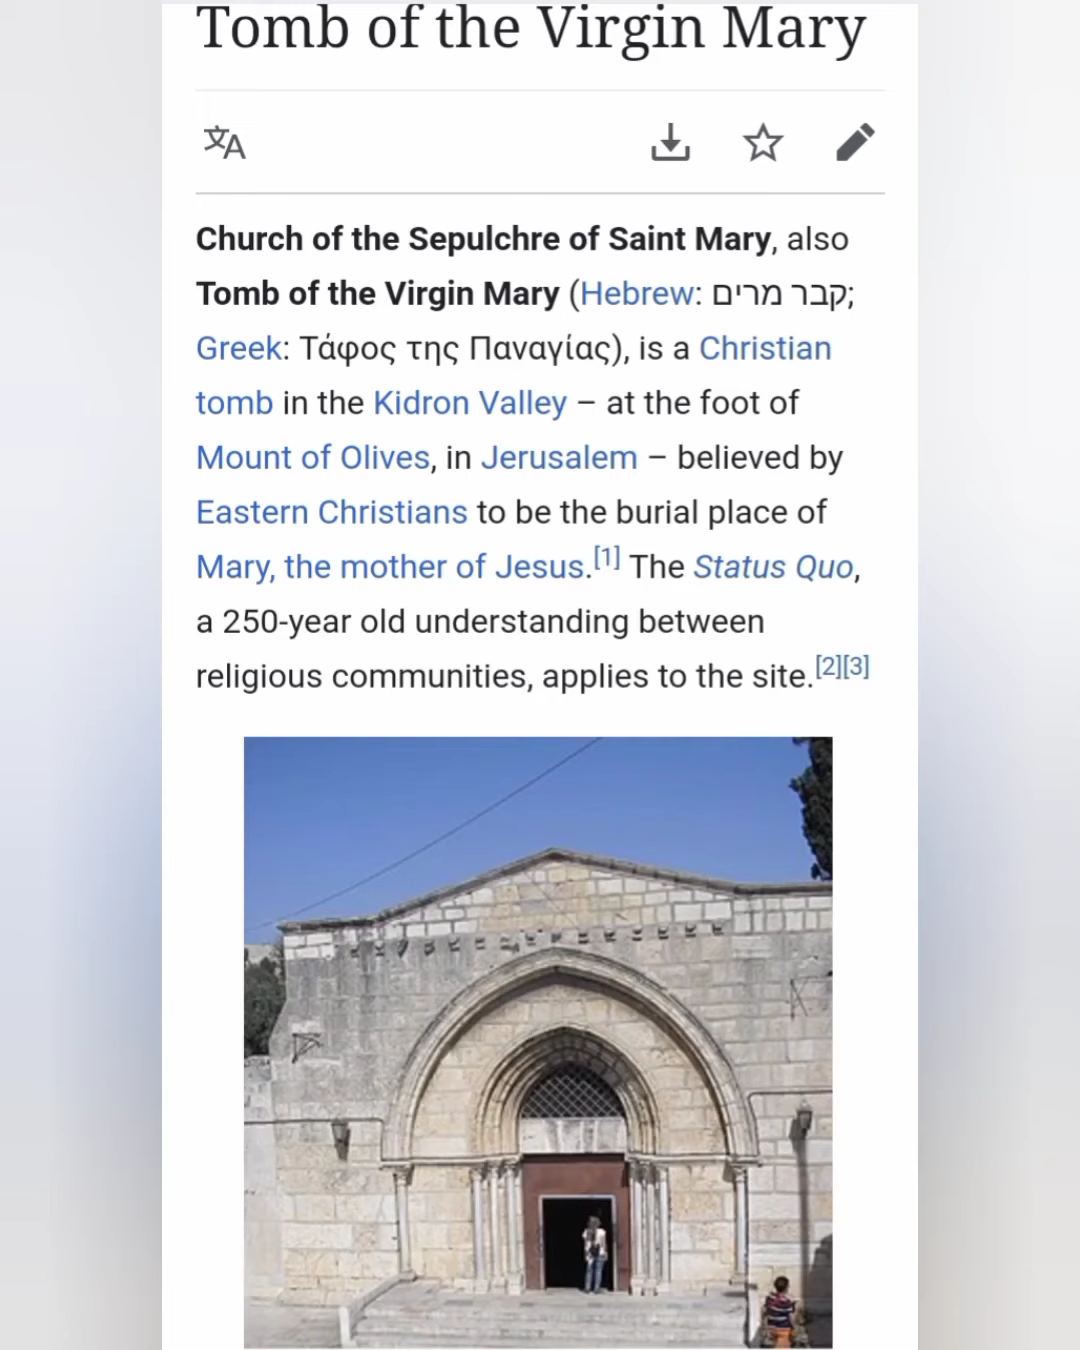 Tomb of the Virgin Mary
Church of the Sepulchre of Saint Mary, also
Tomb of the Virgin Mary (Hebrew: קבר מרים;
Greek: Τάφος της Παναγίας), is a Christian
tomb in the Kidron Valley – at the foot of
Mount of Olives, in Jerusalem – believed by
Eastern Christians to be the burial place of
Mary, the mother of Jesus.[1] The Status Quo,
a 250-year old understanding between
religious communities, applies to the site.[2][3]